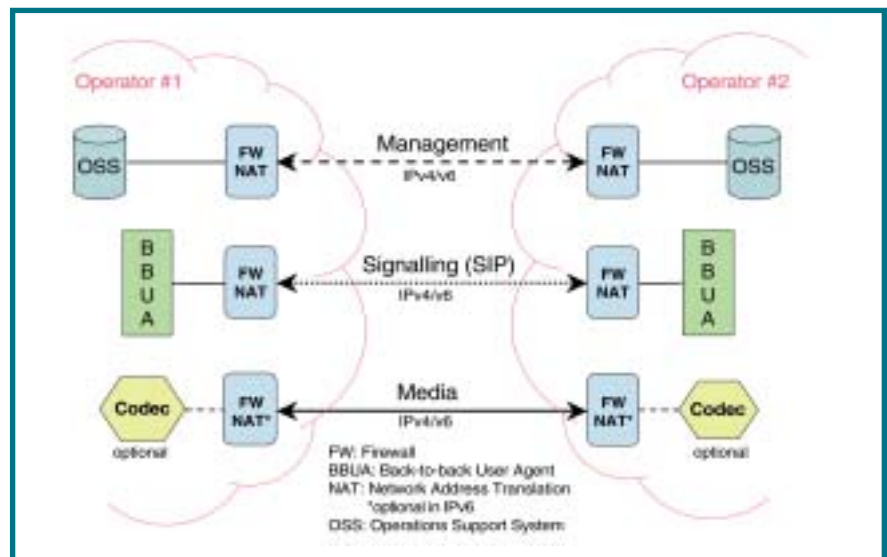 Operator #1
Operator #2
OSS
FW
NAT
Management
IPv4/v6
FW
NAT
OSS
B
B
U
A
FW
NAT
Signalling (SIP)
IPv4/v6
FW
NAT
B
B
U
A
Codec
optional
FW
NAT*
Media
IPv4/v6
FW
NAT*
Codec
optional
FW: Firewall
BBUA: Back-to-back User Agent
NAT: Network Address Translation
*optional in IPv6
OSS: Operations Support System